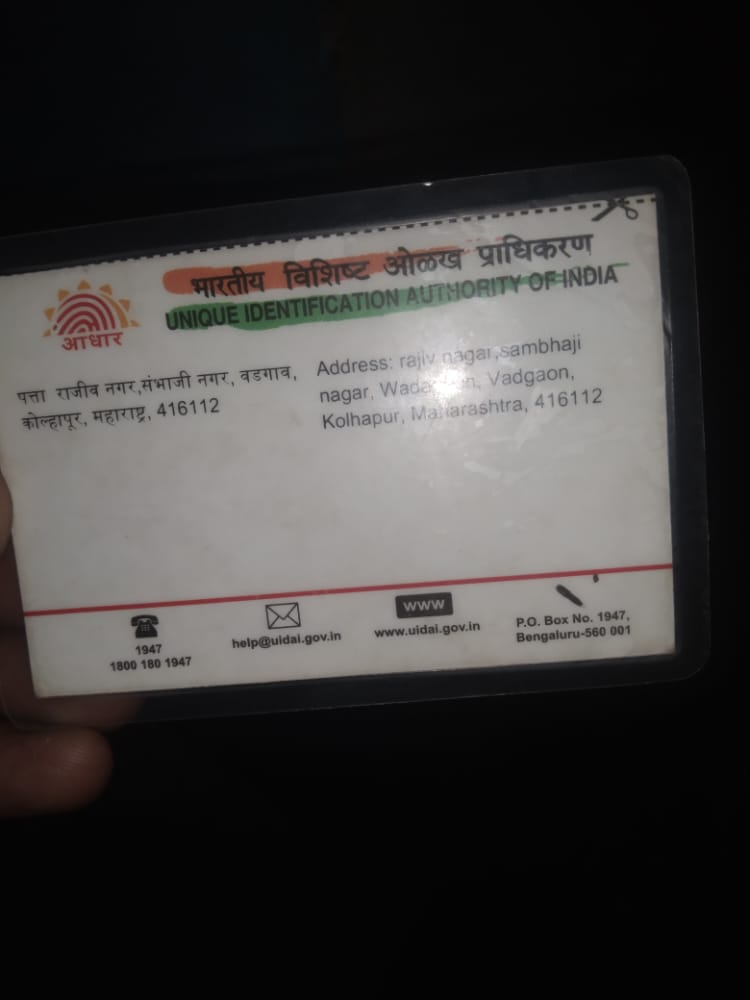 भारतीय विशिष्ट ओळख प्राधिकरण
UNIQUE IDENTIFICATION AUTHORITY OF INDIA
आधार
पत्ता राजीव नगर,संभाजी नगर, वडगाव,
कोल्हापूर, महाराष्ट्र, 416112
Address: rajiv nagar,sambhaji
nagar, Vadgaon,
Kolhapur, Maharashtra, 416112
1947
1800 180 1947
help@uidai.gov.in
WWW
www.uidai.gov.in
P.O. Box No. 1947,
Bengaluru-560 001